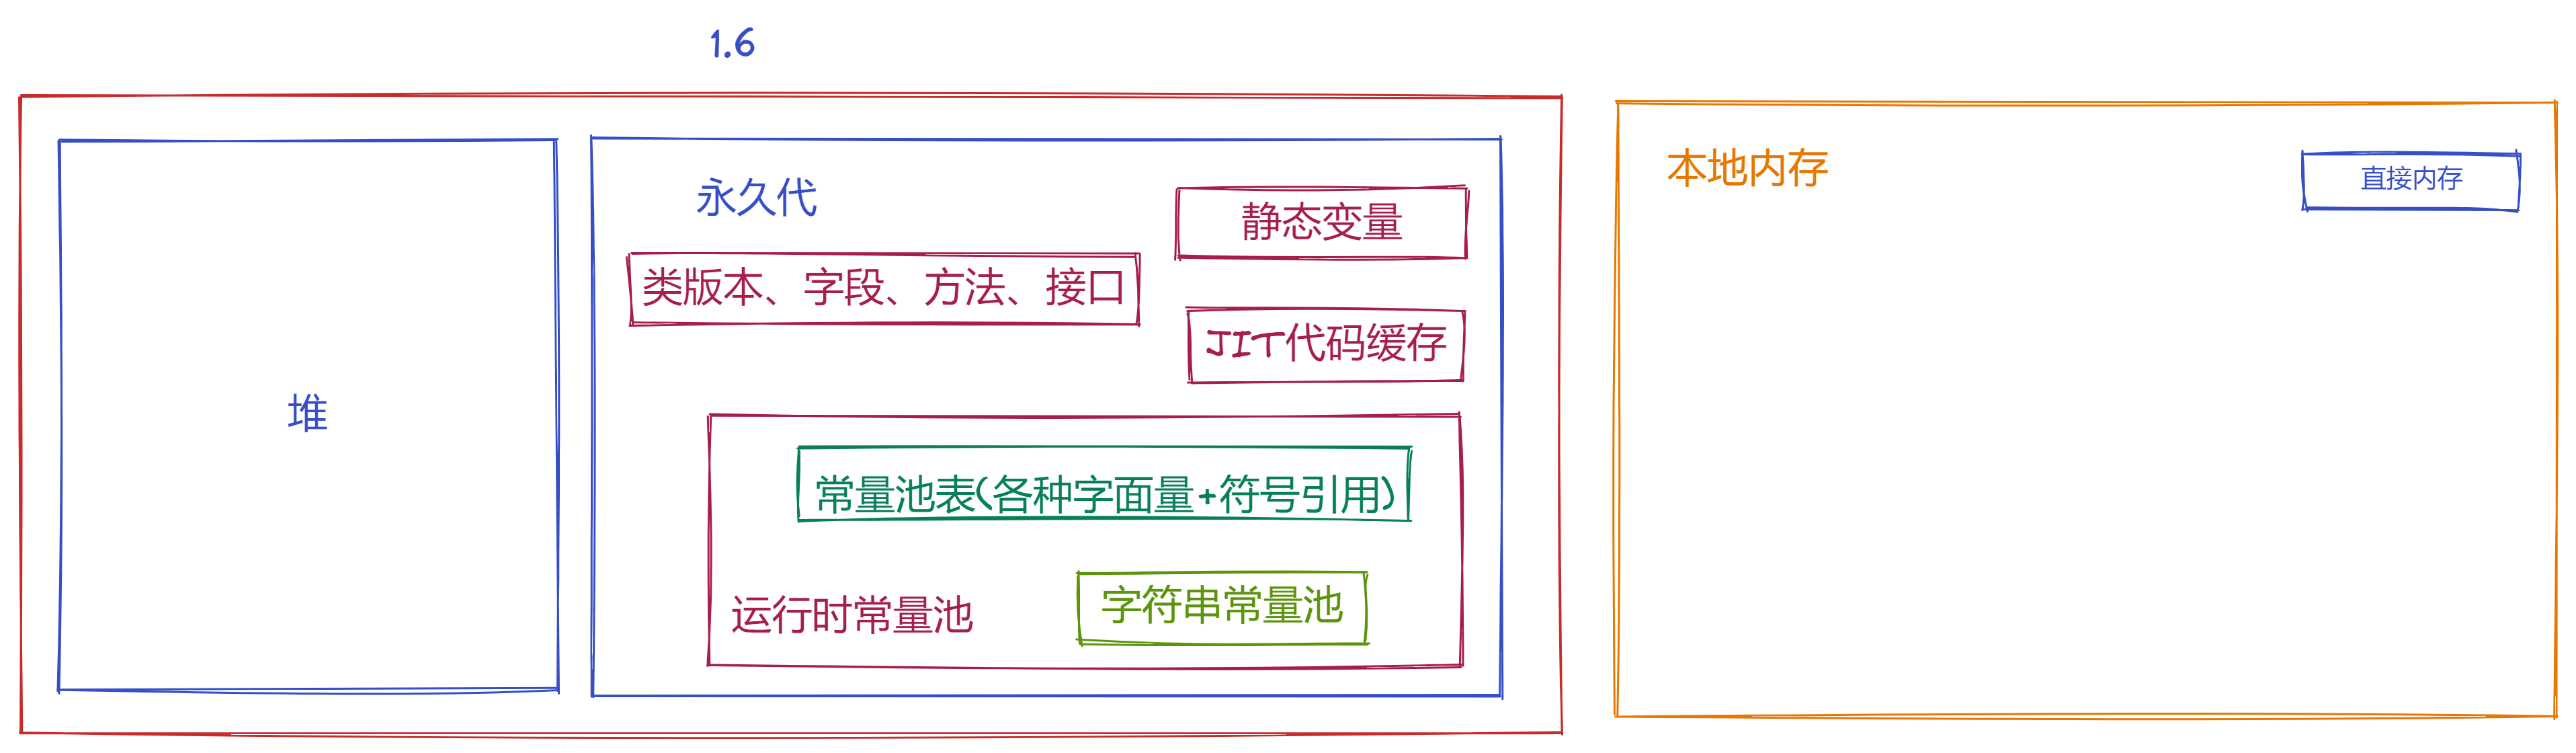 1.6
堆
永久代
静态变量
类版本、字段、方法、接口
JIT代码缓存
常量池表(各种字面量+符号引用)
运行时常量池
字符串常量池
本地内存
直接内存